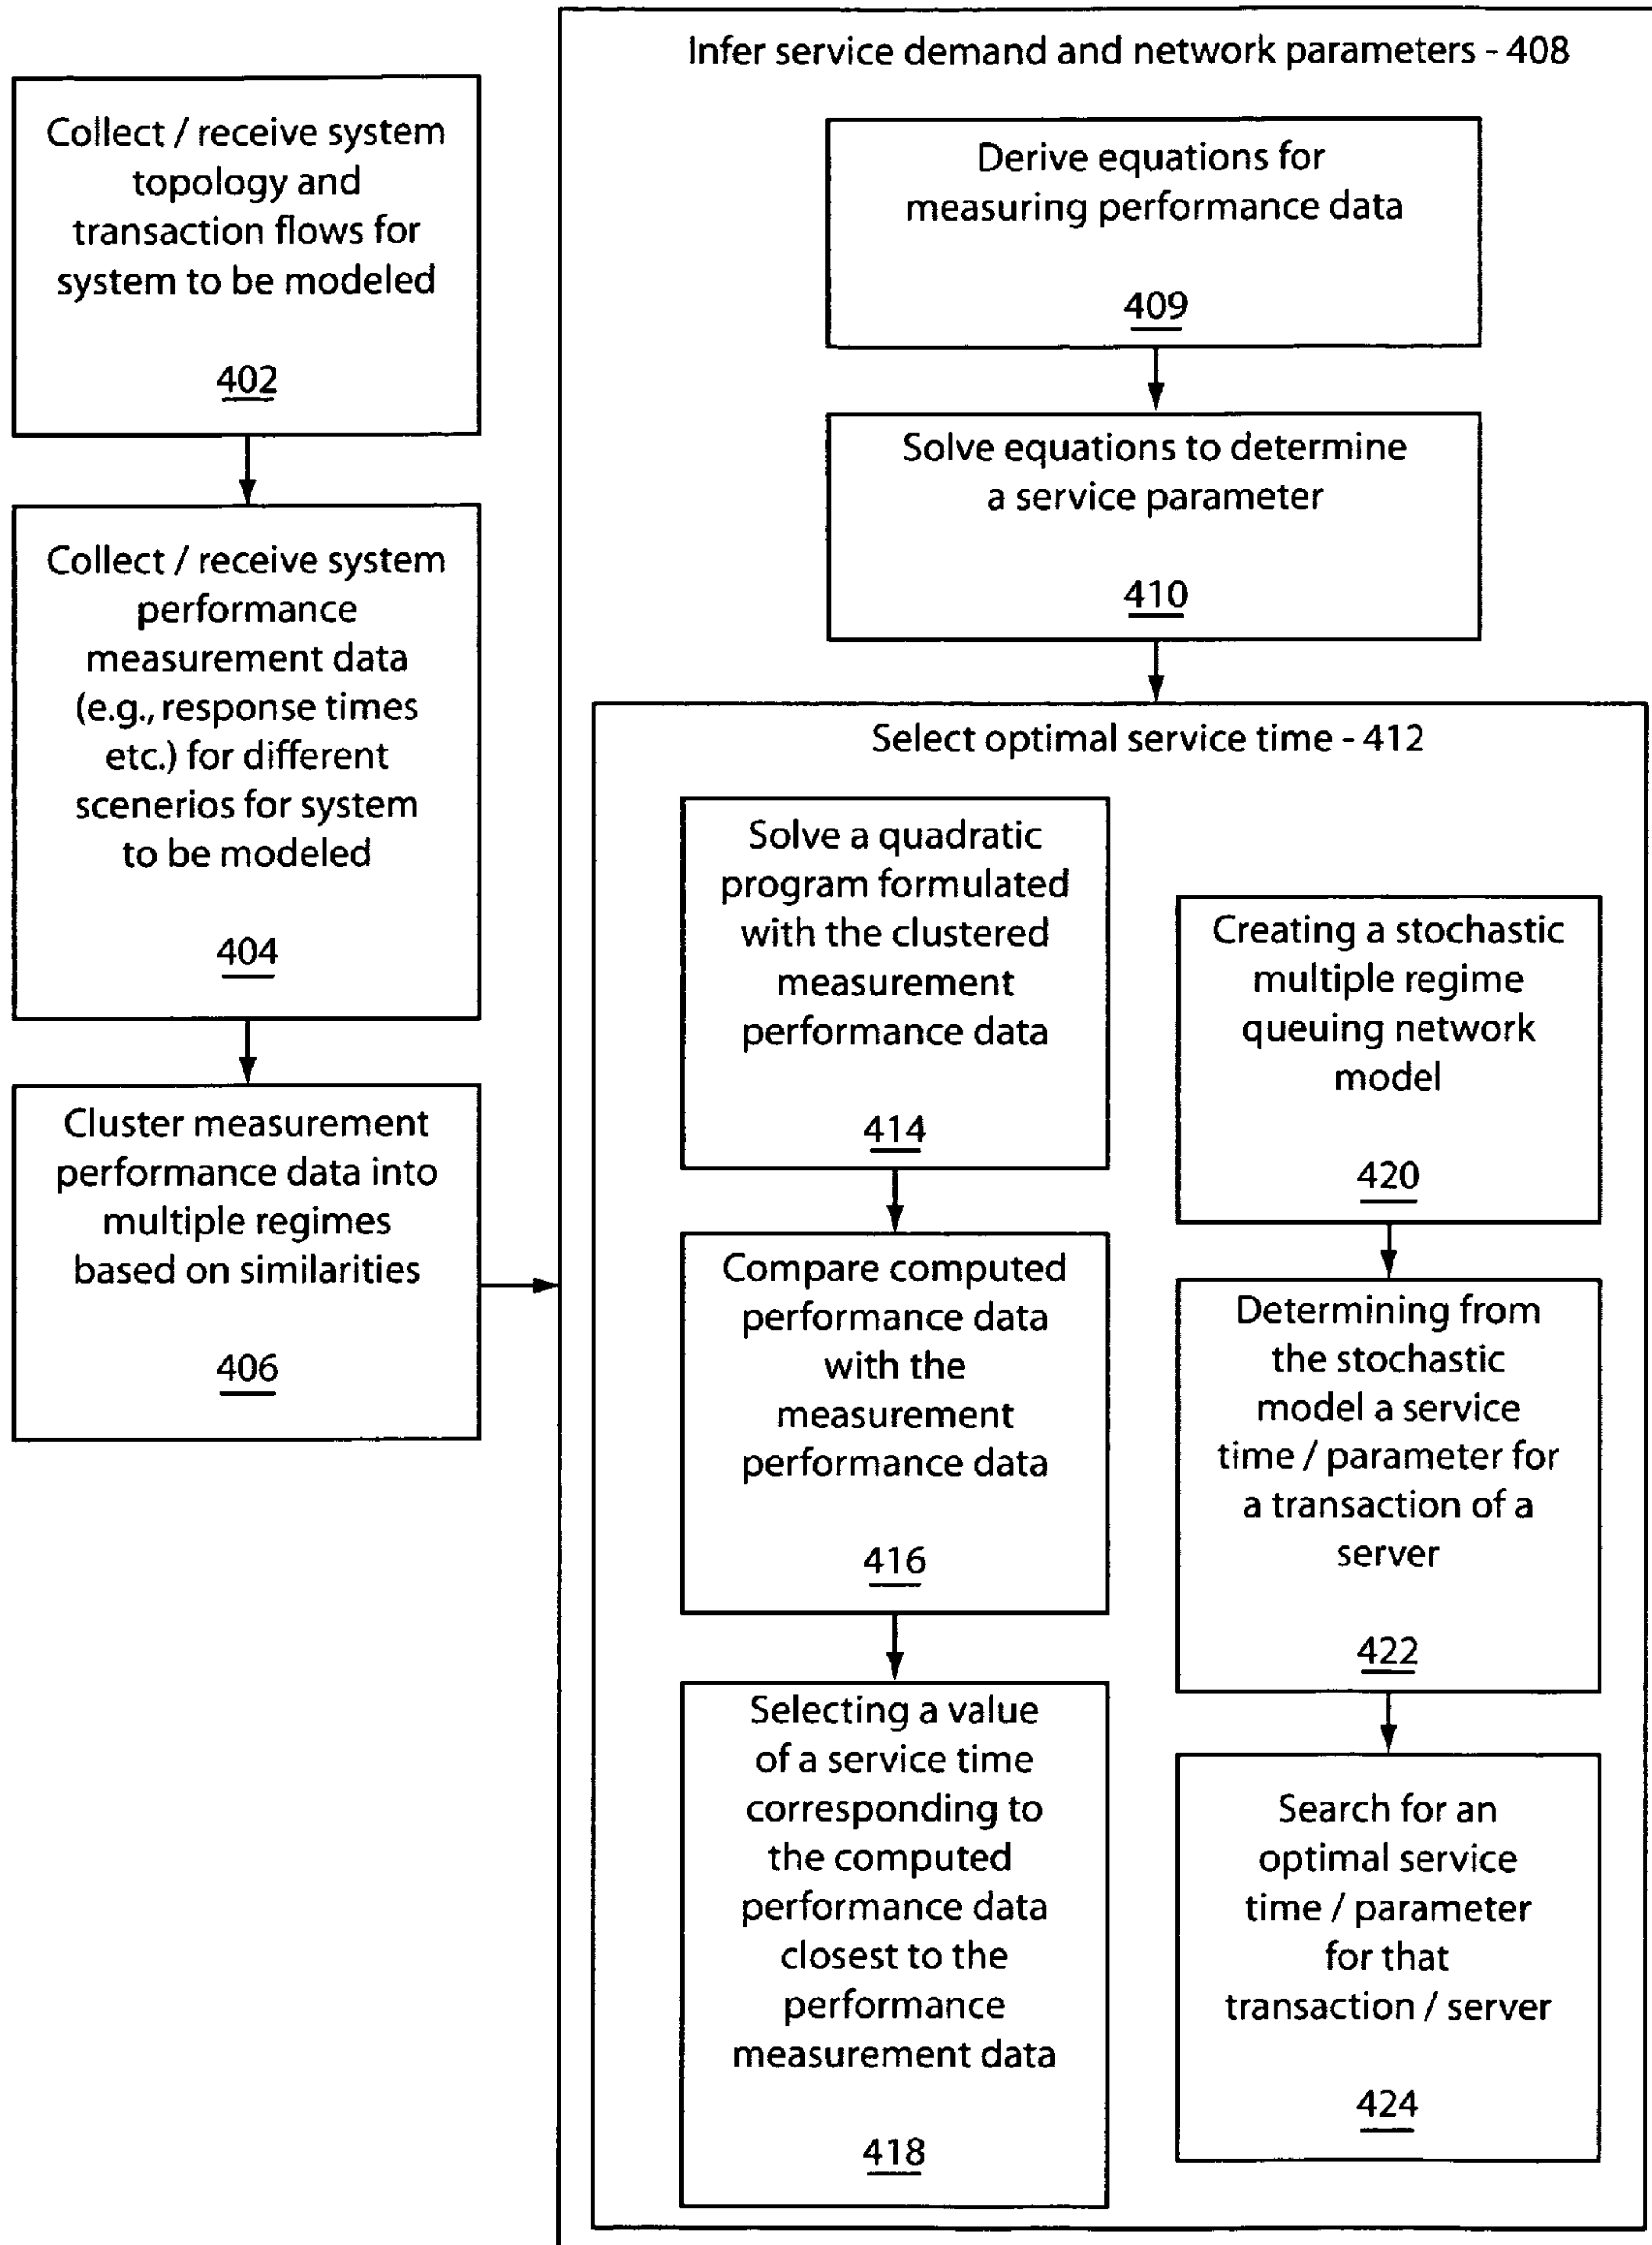 Collect / receive system
topology and
transaction flows for
system to be modeled
402
Collect / receive system
performance
measurement data
(e.g., response times
etc.) for different
scenerios for system
to be modeled
404
Cluster measurement
performance data into
multiple regimes
based on similarities
406
Infer service demand and network parameters - 408
Derive equations for
measuring performance data
409
Solve equations to determine
a service parameter
410
Select optimal service time - 412
Solve a quadratic
program formulated
with the clustered
measurement
performance data
414
Compare computed
performance data
with the
measurement
performance data
416
Selecting a value
of a service time
corresponding to
the computed
performance data
closest to the
performance
measurement data
418
Creating a stochastic
multiple regime
queuing network
model
420
Determining from
the stochastic
model a service
time / parameter for
a transaction of a
server
422
Search for an
optimal service
time / parameter
for that
transaction / server
424